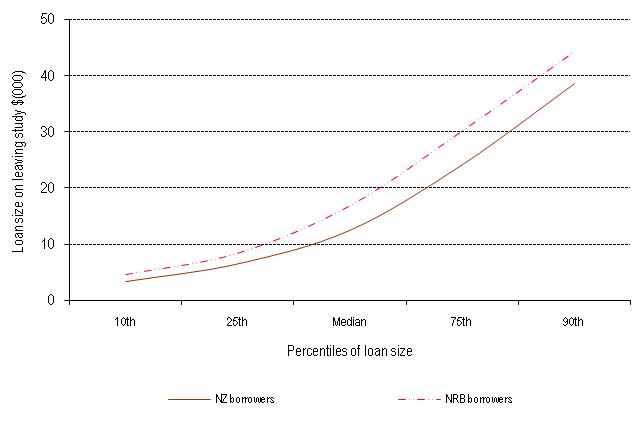 50
40
30
20
10
0
Loan size on leaving study $(000)
10th 25th Median 75th 90th
Percentiles of loan size
NZ borrowers NRB borrowers